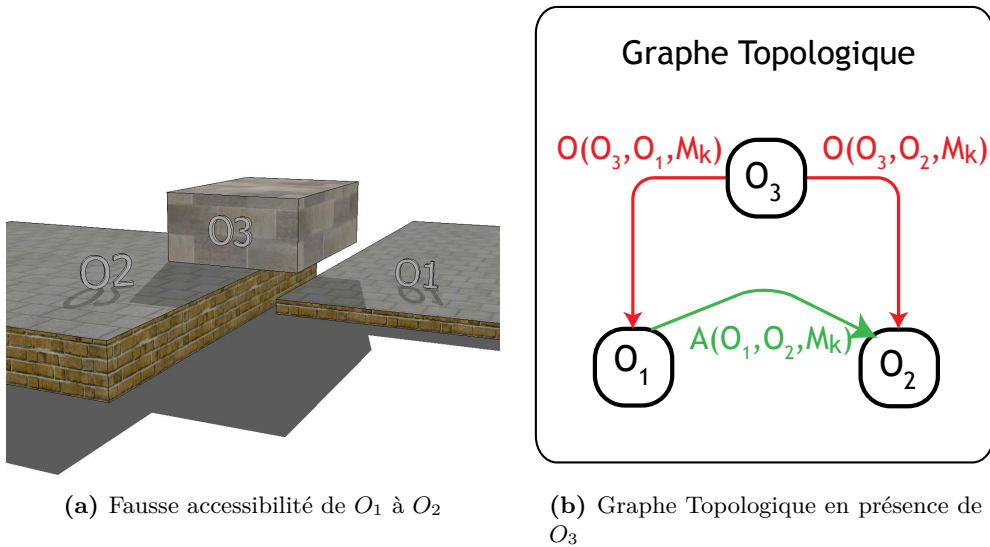 O3
O2
O1
(a) Fausse accessibilité de O₁ à O₂
Graphe Topologique
O(O₃,O₁,Mₖ)
O(O₃,O₂,Mₖ)
O₃
A(O₁,O₂,Mₖ)
O₁
O₂
(b) Graphe Topologique en présence de
O₃